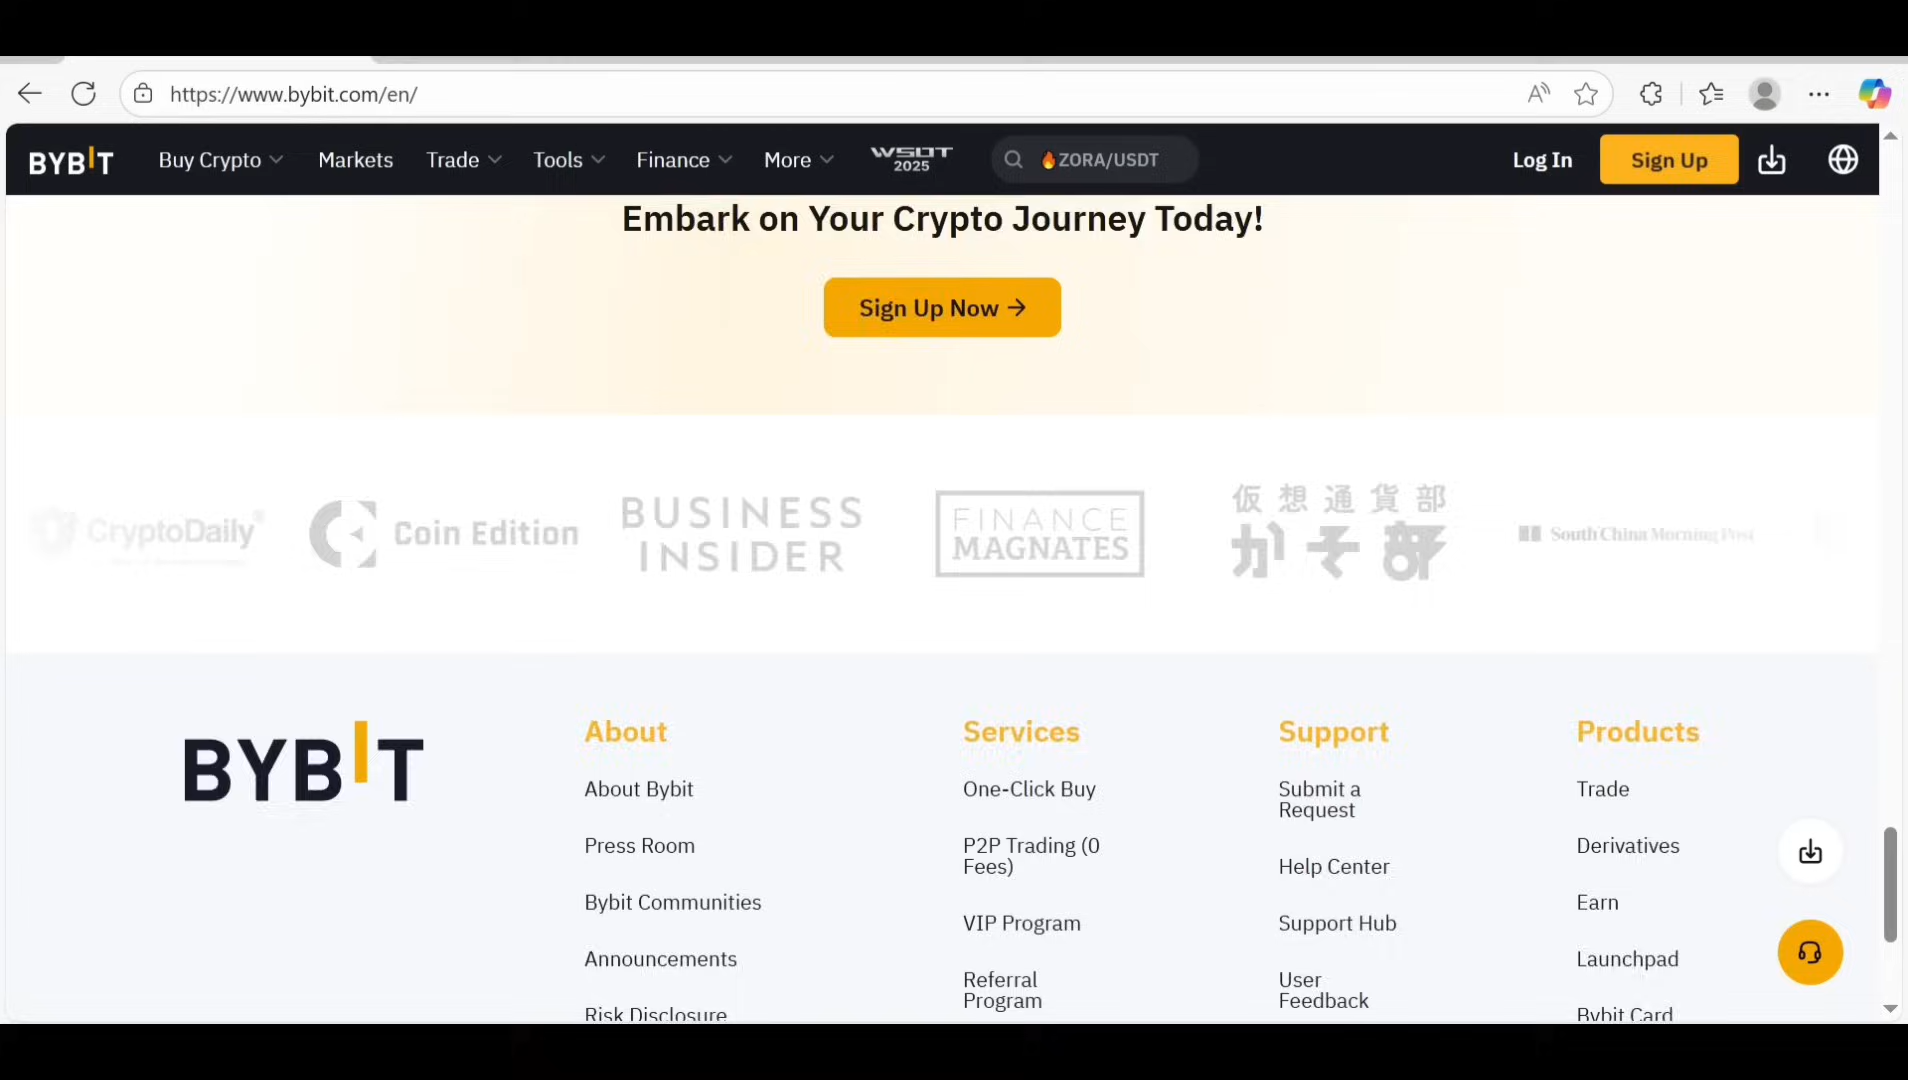 https://www.bybit.com/en/
BYBIT
Buy Crypto
Markets
Trade
Tools
Finance
More
WSOT
2025
ZORA/USDT
Log In
Sign Up
Embark on Your Crypto Journey Today!
Sign Up Now →
CryptoDaily
Coin Edition
BUSINESS
INSIDER
FINANCE
MAGNATES
仮想通貨部
かそ部
South China Morning Post
BYBIT
About
About Bybit
Press Room
Bybit Communities
Announcements
Risk Disclosure
Services
One-Click Buy
P2P Trading (0
Fees)
VIP Program
Referral
Program
Support
Submit a
Request
Help Center
Support Hub
User
Feedback
Products
Trade
Derivatives
Earn
Launchpad
Bybit Card